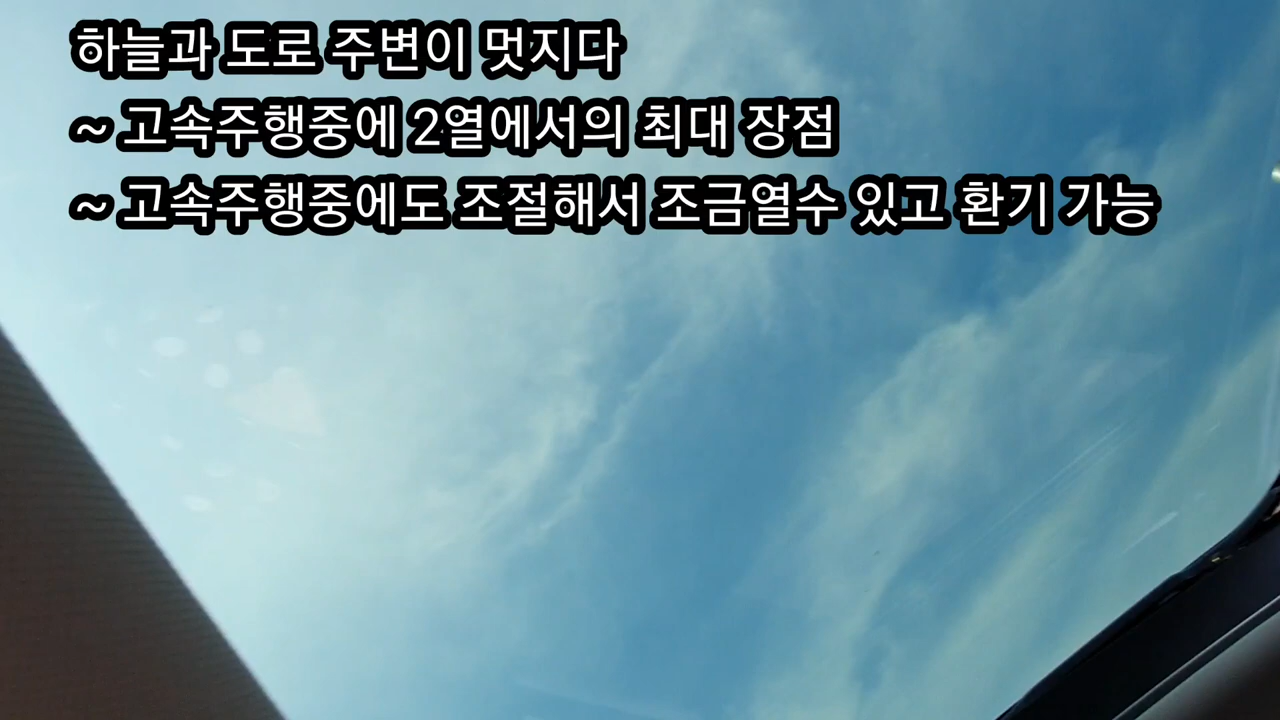 하늘과 도로 주변이 멋지다
~ 고속주행중에 2열에서의 최대 장점
~ 고속주행중에도 조절해서 조금열수 있고 환기 가능